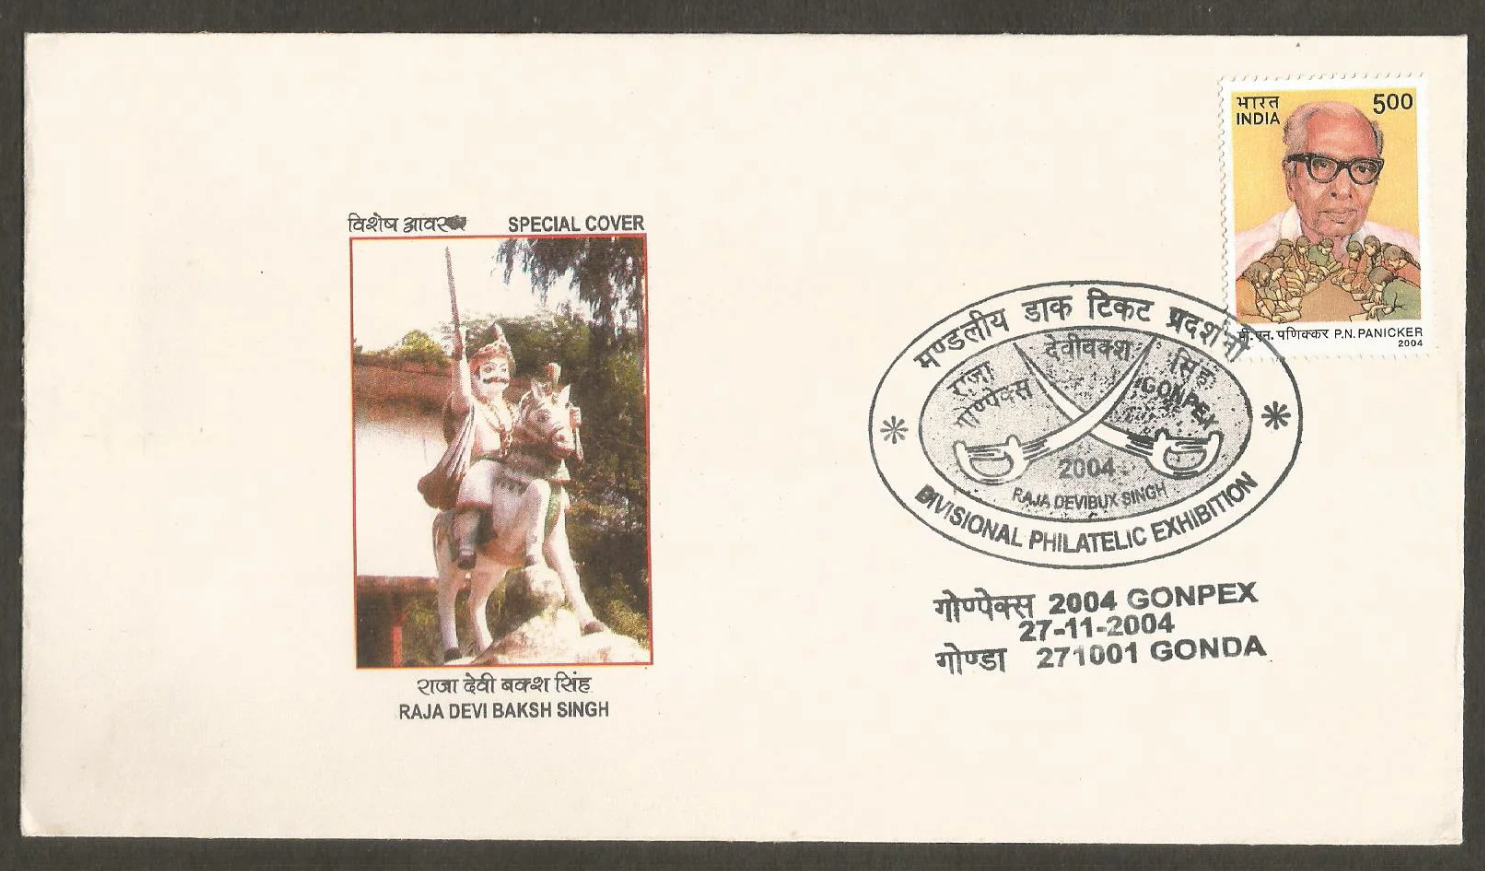 भारत 500
INDIA
पी.एन. पणिक्कर P.N.PANICKER
2004
विशेष आवरण SPECIAL COVER
राजा देवी बक्श सिंह
RAJA DEVI BAKSH SINGH
मण्डलीय डाक टिकट प्रदर्शनी
राजा देवीबक्श सिंह
गोण्पेक्स GONPEX
2004
RAJA DEVIBUX SINGH
DIVISIONAL PHILATELIC EXHIBITION
गोण्पेक्स 2004 GONPEX
27-11-2004
गोण्डा 271001 GONDA